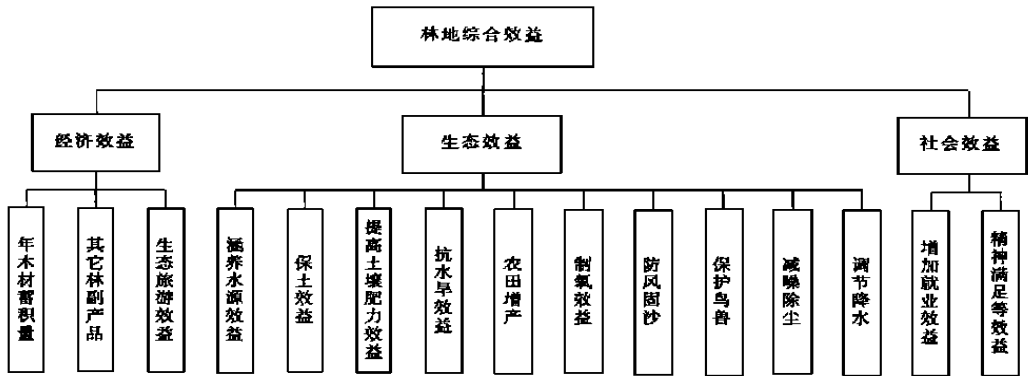 林地综合效益
经济效益
生态效益
社会效益
年木材蓄积量
其它林副产品
生态旅游效益
涵养水源效益
保土效益
提高土壤肥力效益
抗水旱效益
农田增产
制氧效益
防风固沙
保护鸟兽
减噪除尘
调节降水
增加就业效益
精神满足等效益